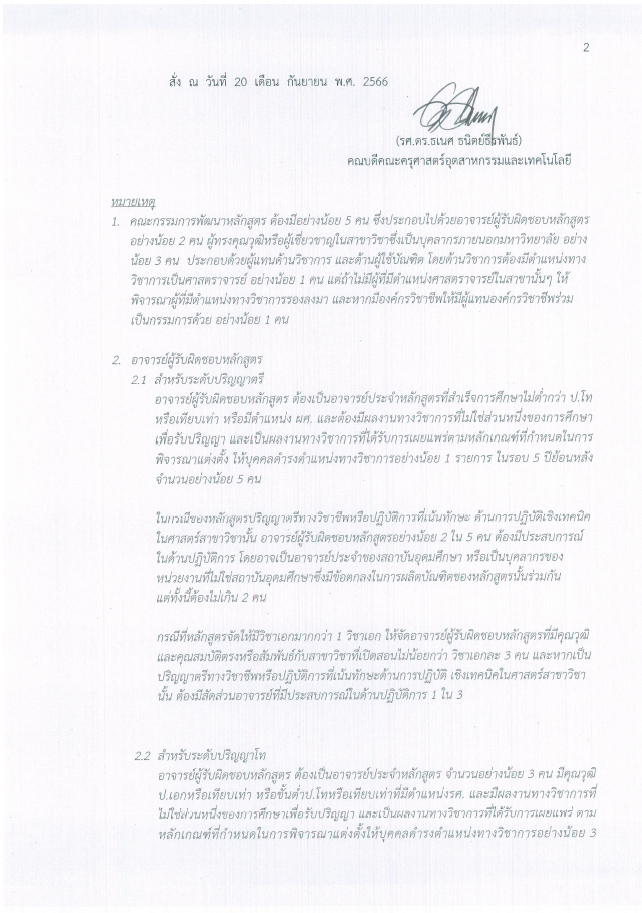 2
สั่ง ณ วันที่ 20 เดือน กันยายน พ.ศ. 2566
(รศ.ดร.ธเนศ ธนิตย์ธีรพันธ์)
คณบดีคณะครุศาสตร์อุตสาหกรรมและเทคโนโลยี
หมายเหตุ
1. คณะกรรมการพัฒนาหลักสูตร ต้องมีอย่างน้อย 5 คน ซึ่งประกอบไปด้วยอาจารย์ผู้รับผิดชอบหลักสูตร
อย่างน้อย 2 คน ผู้ทรงคุณวุฒิหรือผู้เชี่ยวชาญในสาขาวิชาซึ่งเป็นบุคลากรภายนอกมหาวิทยาลัย อย่าง
น้อย 3 คน ประกอบด้วยผู้แทนด้านวิชาการ และด้านผู้ใช้บัณฑิต โดยด้านวิชาการต้องมีตำแหน่งทาง
วิชาการเป็นศาสตราจารย์ อย่างน้อย 1 คน แต่ถ้าไม่มีผู้ที่มีตำแหน่งศาสตราจารย์ในสาขานั้นๆ ให้
พิจารณาผู้ที่มีตำแหน่งทางวิชาการรองลงมา และหากมีองค์กรวิชาชีพให้มีผู้แทนองค์กรวิชาชีพร่วม
เป็นกรรมการด้วย อย่างน้อย 1 คน
2. อาจารย์ผู้รับผิดชอบหลักสูตร
2.1 สำหรับระดับปริญญาตรี
อาจารย์ผู้รับผิดชอบหลักสูตร ต้องเป็นอาจารย์ประจำหลักสูตรที่สำเร็จการศึกษาไม่ต่ำกว่า ป.โท
หรือเทียบเท่า หรือมีตำแหน่ง ผศ. และต้องมีผลงานทางวิชาการที่ไม่ใช่ส่วนหนึ่งของการศึกษา
เพื่อรับปริญญา และเป็นผลงานทางวิชาการที่ได้รับการเผยแพร่ตามหลักเกณฑ์ที่กำหนดในการ
พิจารณาแต่งตั้ง ให้บุคคลดำรงตำแหน่งทางวิชาการอย่างน้อย 1 รายการ ในรอบ 5 ปีย้อนหลัง
จำนวนอย่างน้อย 5 คน
ในกรณีของหลักสูตรปริญญาตรีทางวิชาชีพหรือปฏิบัติการที่เน้นทักษะ ด้านการปฏิบัติเชิงเทคนิค
ในศาสตร์สาขาวิชานั้น อาจารย์ผู้รับผิดชอบหลักสูตรอย่างน้อย 2 ใน 5 คน ต้องมีประสบการณ์
ในด้านปฏิบัติการ โดยอาจเป็นอาจารย์ประจำของสถาบันอุดมศึกษา หรือเป็นบุคลากรของ
หน่วยงานที่ไม่ใช่สถาบันอุดมศึกษาซึ่งมีข้อตกลงในการผลิตบัณฑิตของหลักสูตรนั้นร่วมกัน
แต่ทั้งนี้ต้องไม่เกิน 2 คน
กรณีที่หลักสูตรจัดให้มีวิชาเอกมากกว่า 1 วิชาเอก ให้จัดอาจารย์ผู้รับผิดชอบหลักสูตรที่มีคุณวุฒิ
และคุณสมบัติตรงหรือสัมพันธ์กับสาขาวิชาที่เปิดสอนไม่น้อยกว่า วิชาเอกละ 3 คน และหากเป็น
ปริญญาตรีทางวิชาชีพหรือปฏิบัติการที่เน้นทักษะด้านการปฏิบัติ เชิงเทคนิคในศาสตร์สาขาวิชา
นั้น ต้องมีสัดส่วนอาจารย์ที่มีประสบการณ์ในด้านปฏิบัติการ 1 ใน 3
2.2 สำหรับระดับปริญญาโท
อาจารย์ผู้รับผิดชอบหลักสูตร ต้องเป็นอาจารย์ประจำหลักสูตร จำนวนอย่างน้อย 3 คน มีคุณวุฒิ
ป.เอกหรือเทียบเท่า หรือขั้นต่ำป.โทหรือเทียบเท่าที่มีตำแหน่งรศ. และมีผลงานทางวิชาการที่
ไม่ใช่ส่วนหนึ่งของการศึกษาเพื่อรับปริญญา และเป็นผลงานทางวิชาการที่ได้รับการเผยแพร่ ตาม
หลักเกณฑ์ที่กำหนดในการพิจารณาแต่งตั้งให้บุคคลดำรงตำแหน่งทางวิชาการอย่างน้อย 3